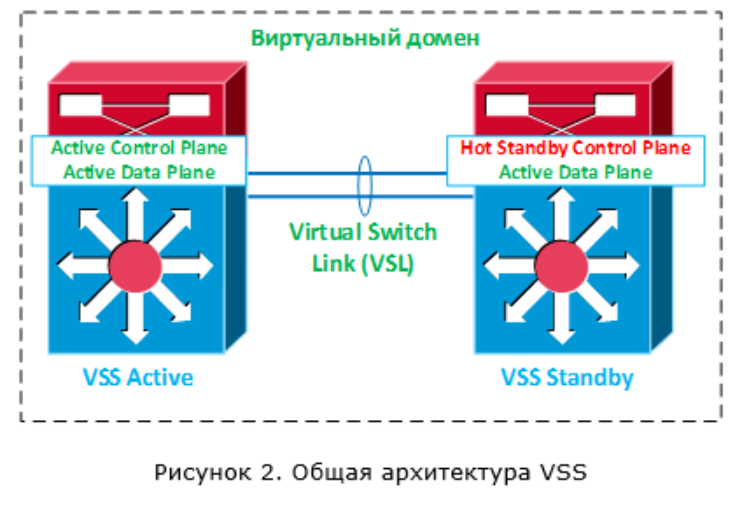 Виртуальный домен
Active Control Plane
Active Data Plane
Hot Standby Control Plane
Active Data Plane
Virtual Switch
Link (VSL)
VSS Active
VSS Standby
Рисунок 2. Общая архитектура VSS